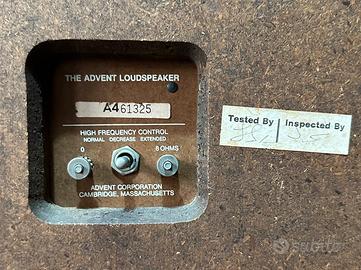 THE ADVENT LOUDSPEAKER
A461325
HIGH FREQUENCY CONTROL
NORMAL DECREASE EXTENDED
0 8 OHMS
ADVENT CORPORATION
CAMBRIDGE, MASSACHUSETTS
Tested By Inspected By
SUBITO